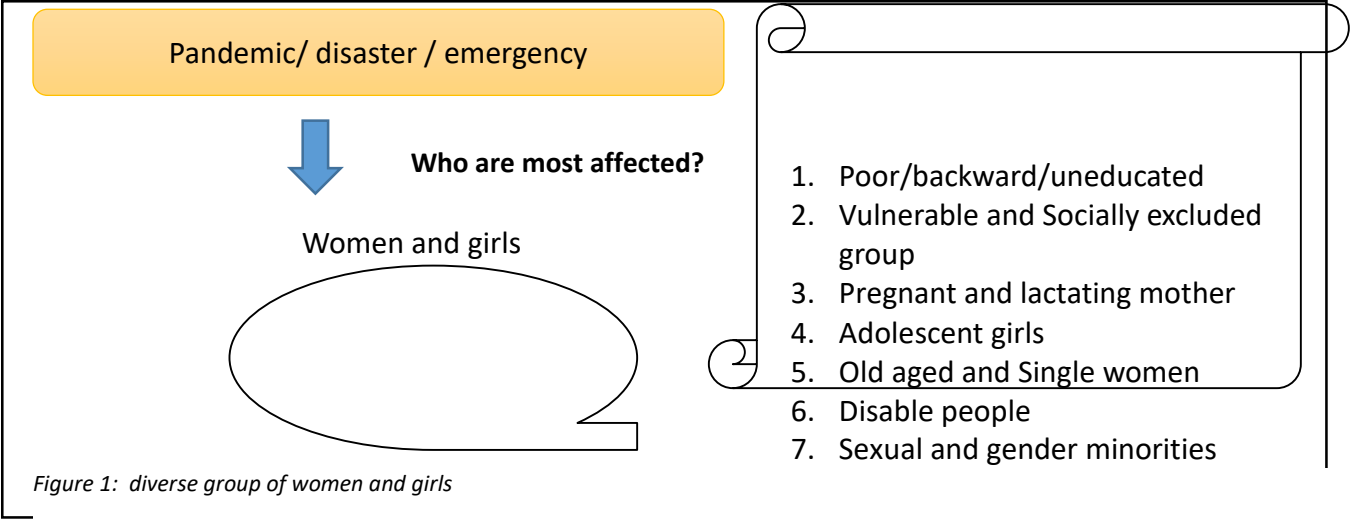 Pandemic/ disaster / emergency
Who are most affected?
Women and girls
1. Poor/backward/uneducated
2. Vulnerable and Socially excluded
group
3. Pregnant and lactating mother
4. Adolescent girls
5. Old aged and Single women
6. Disable people
7. Sexual and gender minorities
Figure 1: diverse group of women and girls